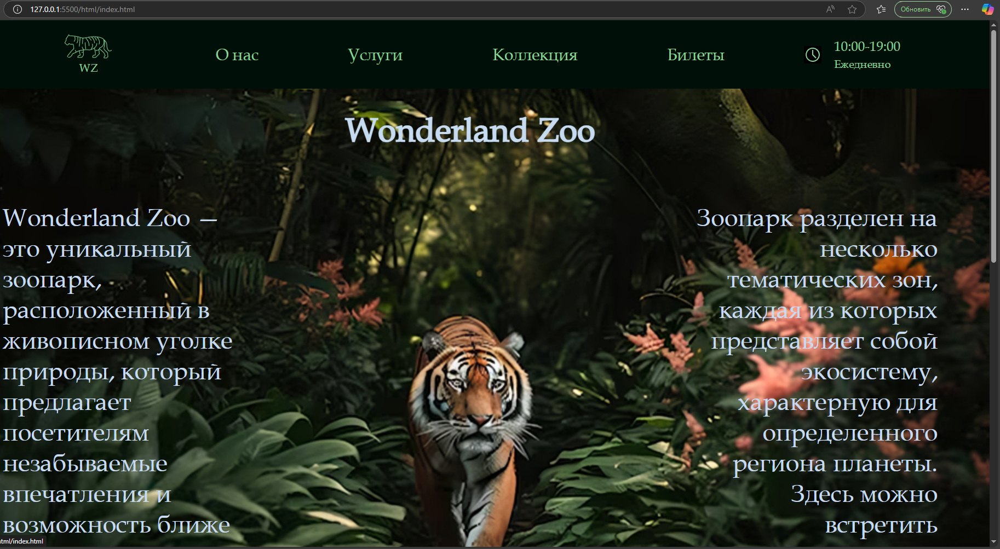 127.0.0.1:5500/html/index.html
Обновить
WZ
О нас
Услуги
Коллекция
Билеты
10:00-19:00
Ежедневно
Wonderland Zoo
Wonderland Zoo —
это уникальный
зоопарк,
расположенный в
живописном уголке
природы, который
предлагает
посетителям
незабываемые
впечатления и
возможность ближе
Зоопарк разделен на
несколько
тематических зон,
каждая из которых
представляет собой
экосистему,
характерную для
определенного
региона планеты.
Здесь можно
встретить
html/index.html